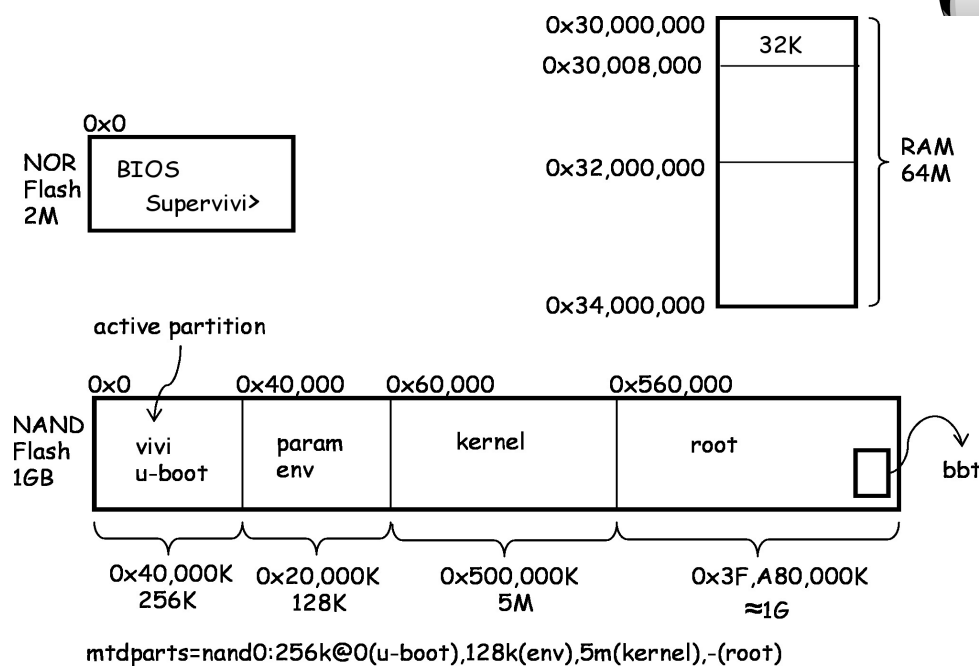 0x30,000,000
32K
0x30,008,000
0x32,000,000
0x34,000,000
RAM
64M
0x0
NOR
Flash
2M
BIOS
Supervivi>
active partition
0x0
0x40,000
0x60,000
0x560,000
NAND
Flash
1GB
vivi
u-boot
param
env
kernel
root
bbt
0x40,000K
256K
0x20,000K
128K
0x500,000K
5M
0x3F,A80,000K
≈1G
mtdparts=nand0:256k@0(u-boot),128k(env),5m(kernel),-(root)